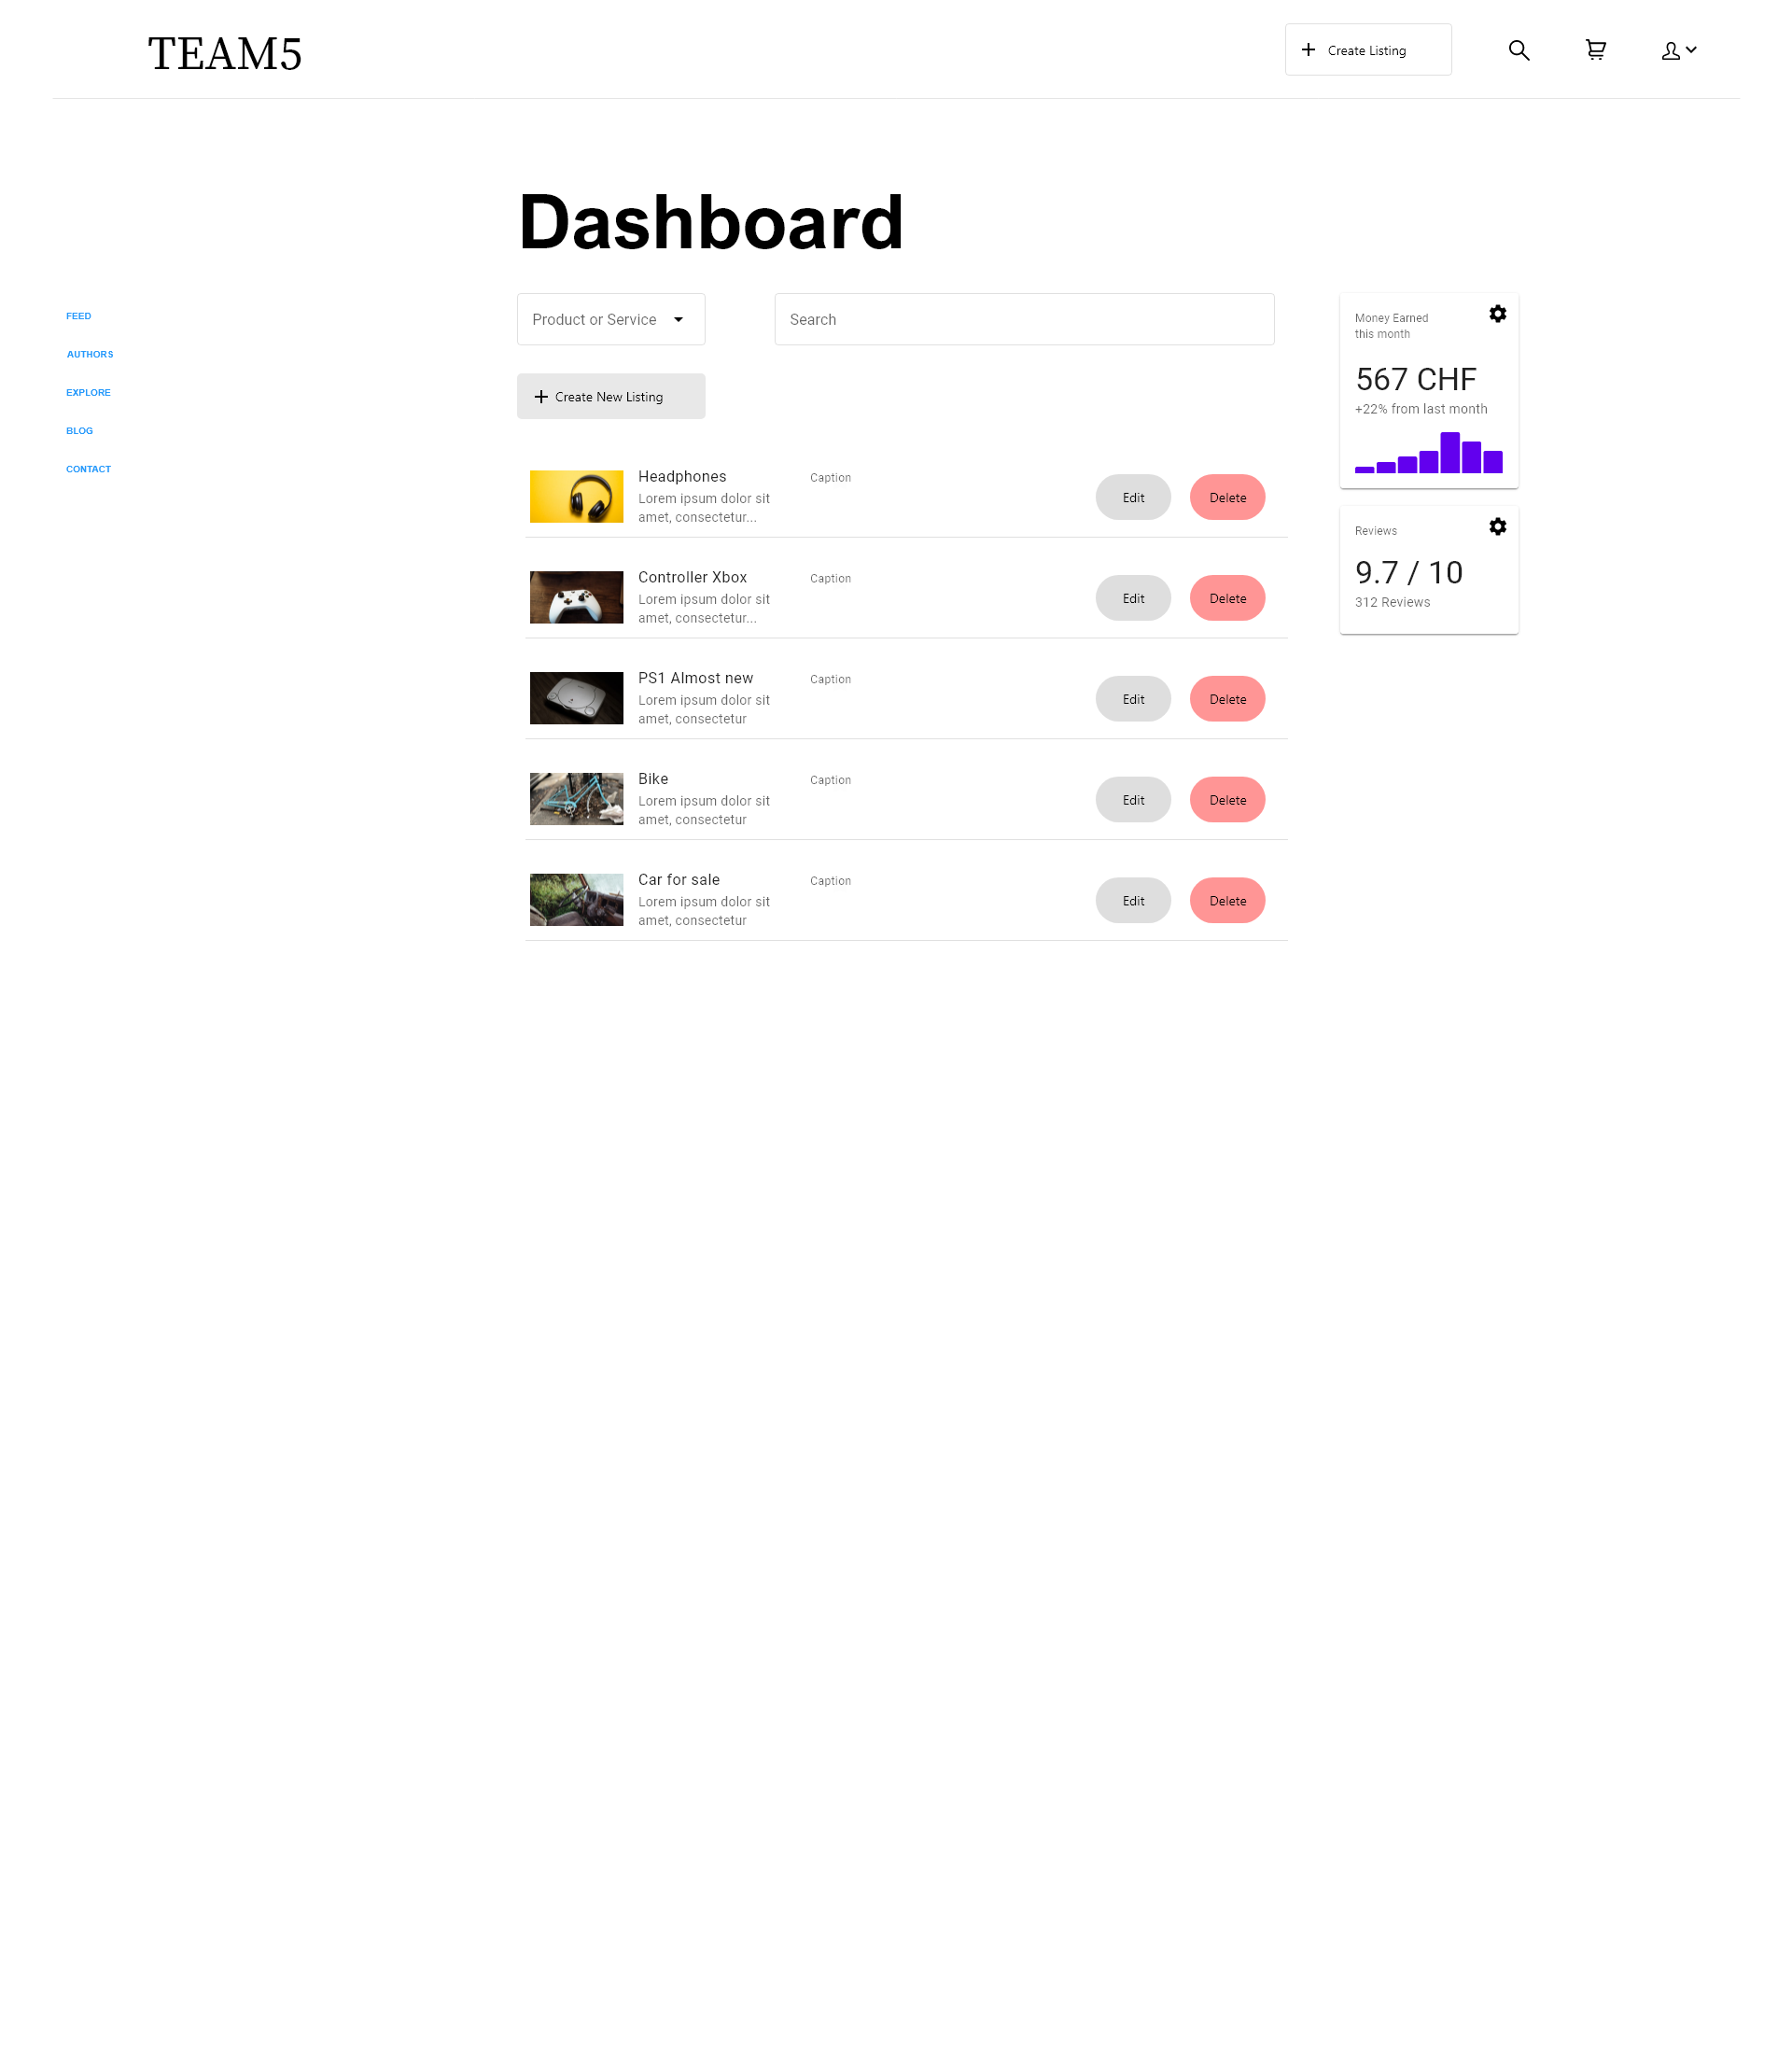 TEAM5
Create Listing
Dashboard
FEED
AUTHORS
EXPLORE
BLOG
CONTACT
Product or Service
Search
Create New Listing
Headphones
Lorem ipsum dolor sit
amet, consectetur...
Caption
Edit
Delete
Controller Xbox
Lorem ipsum dolor sit
amet, consectetur...
Caption
Edit
Delete
PS1 Almost new
Lorem ipsum dolor sit
amet, consectetur
Caption
Edit
Delete
Bike
Lorem ipsum dolor sit
amet, consectetur
Caption
Edit
Delete
Car for sale
Lorem ipsum dolor sit
amet, consectetur
Caption
Edit
Delete
Money Earned
this month
567 CHF
+22% from last month
Reviews
9.7 / 10
312 Reviews